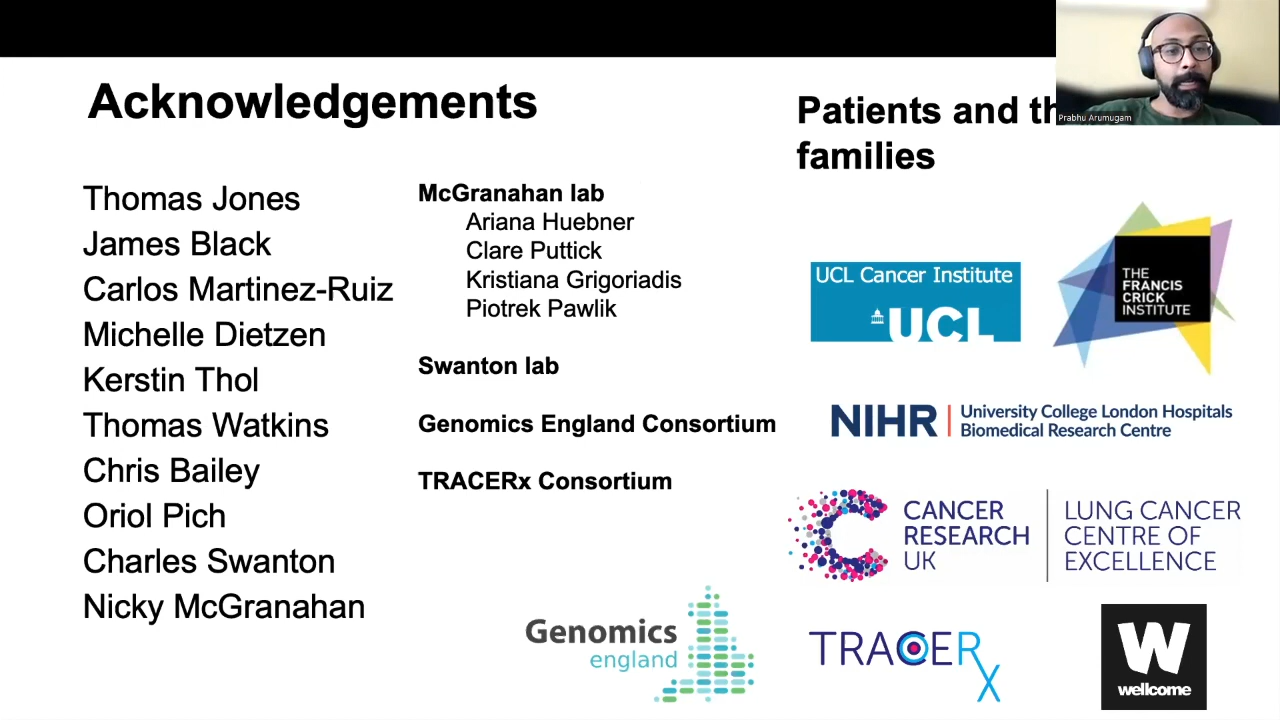 Acknowledgements
Thomas Jones
James Black
Carlos Martinez-Ruiz
Michelle Dietzen
Kerstin Thol
Thomas Watkins
Chris Bailey
Oriol Pich
Charles Swanton
Nicky McGranahan
McGranahan lab
Ariana Huebner
Clare Puttick
Kristiana Grigoriadis
Piotrek Pawlik
Swanton lab
Genomics England Consortium
TRACERx Consortium
Genomics
england
Prabhu Arumugam
Patients and th
families
UCL Cancer Institute
UCL
THE
FRANCIS
CRICK
INSTITUTE
NIHR | University College London Hospitals
Biomedical Research Centre
CANCER
RESEARCH
UK
LUNG CANCER
CENTRE OF
EXCELLENCE
TRACERx
W
wellcome